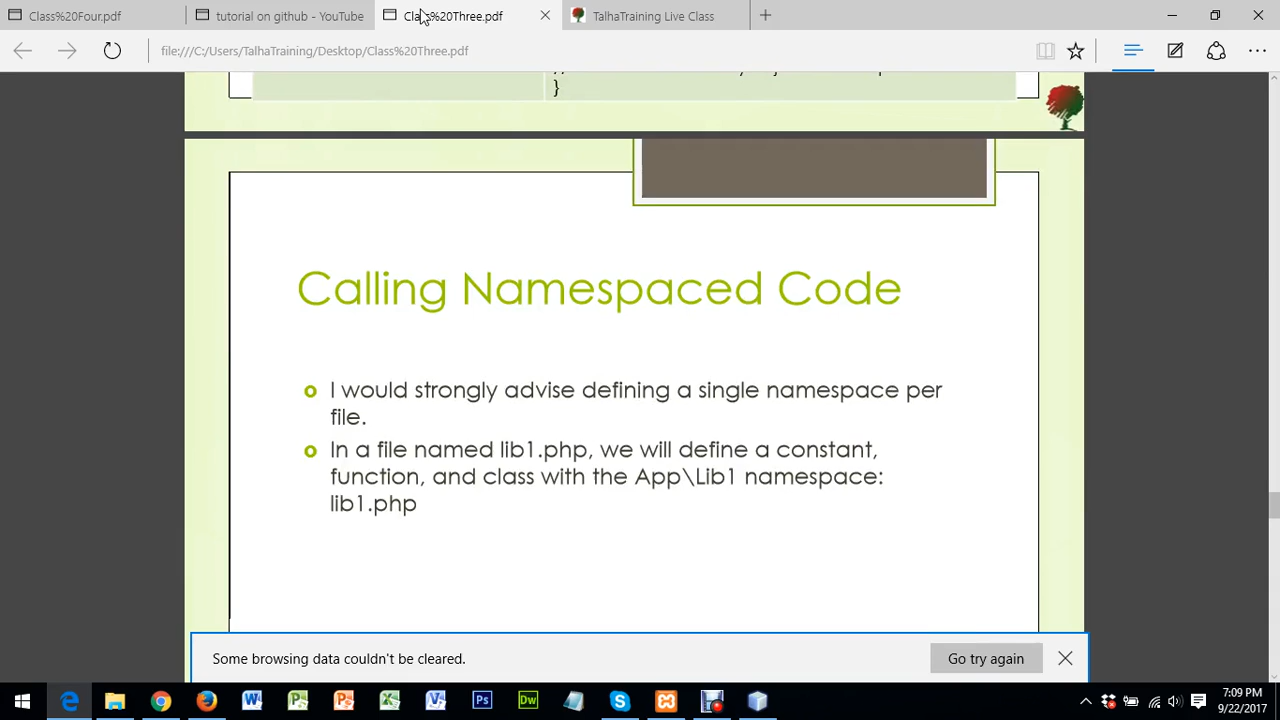 Class%20Four.pdf
tutorial on github - YouTube
Class%20Three.pdf
TalhaTraining Live Class
file:///C:/Users/TalhaTraining/Desktop/Class%20Three.pdf
}
Calling Namespaced Code
I would strongly advise defining a single namespace per
file.
In a file named lib1.php, we will define a constant,
function, and class with the App\Lib1 namespace:
lib1.php
Some browsing data couldn't be cleared.
Go try again
7:09 PM
9/22/2017